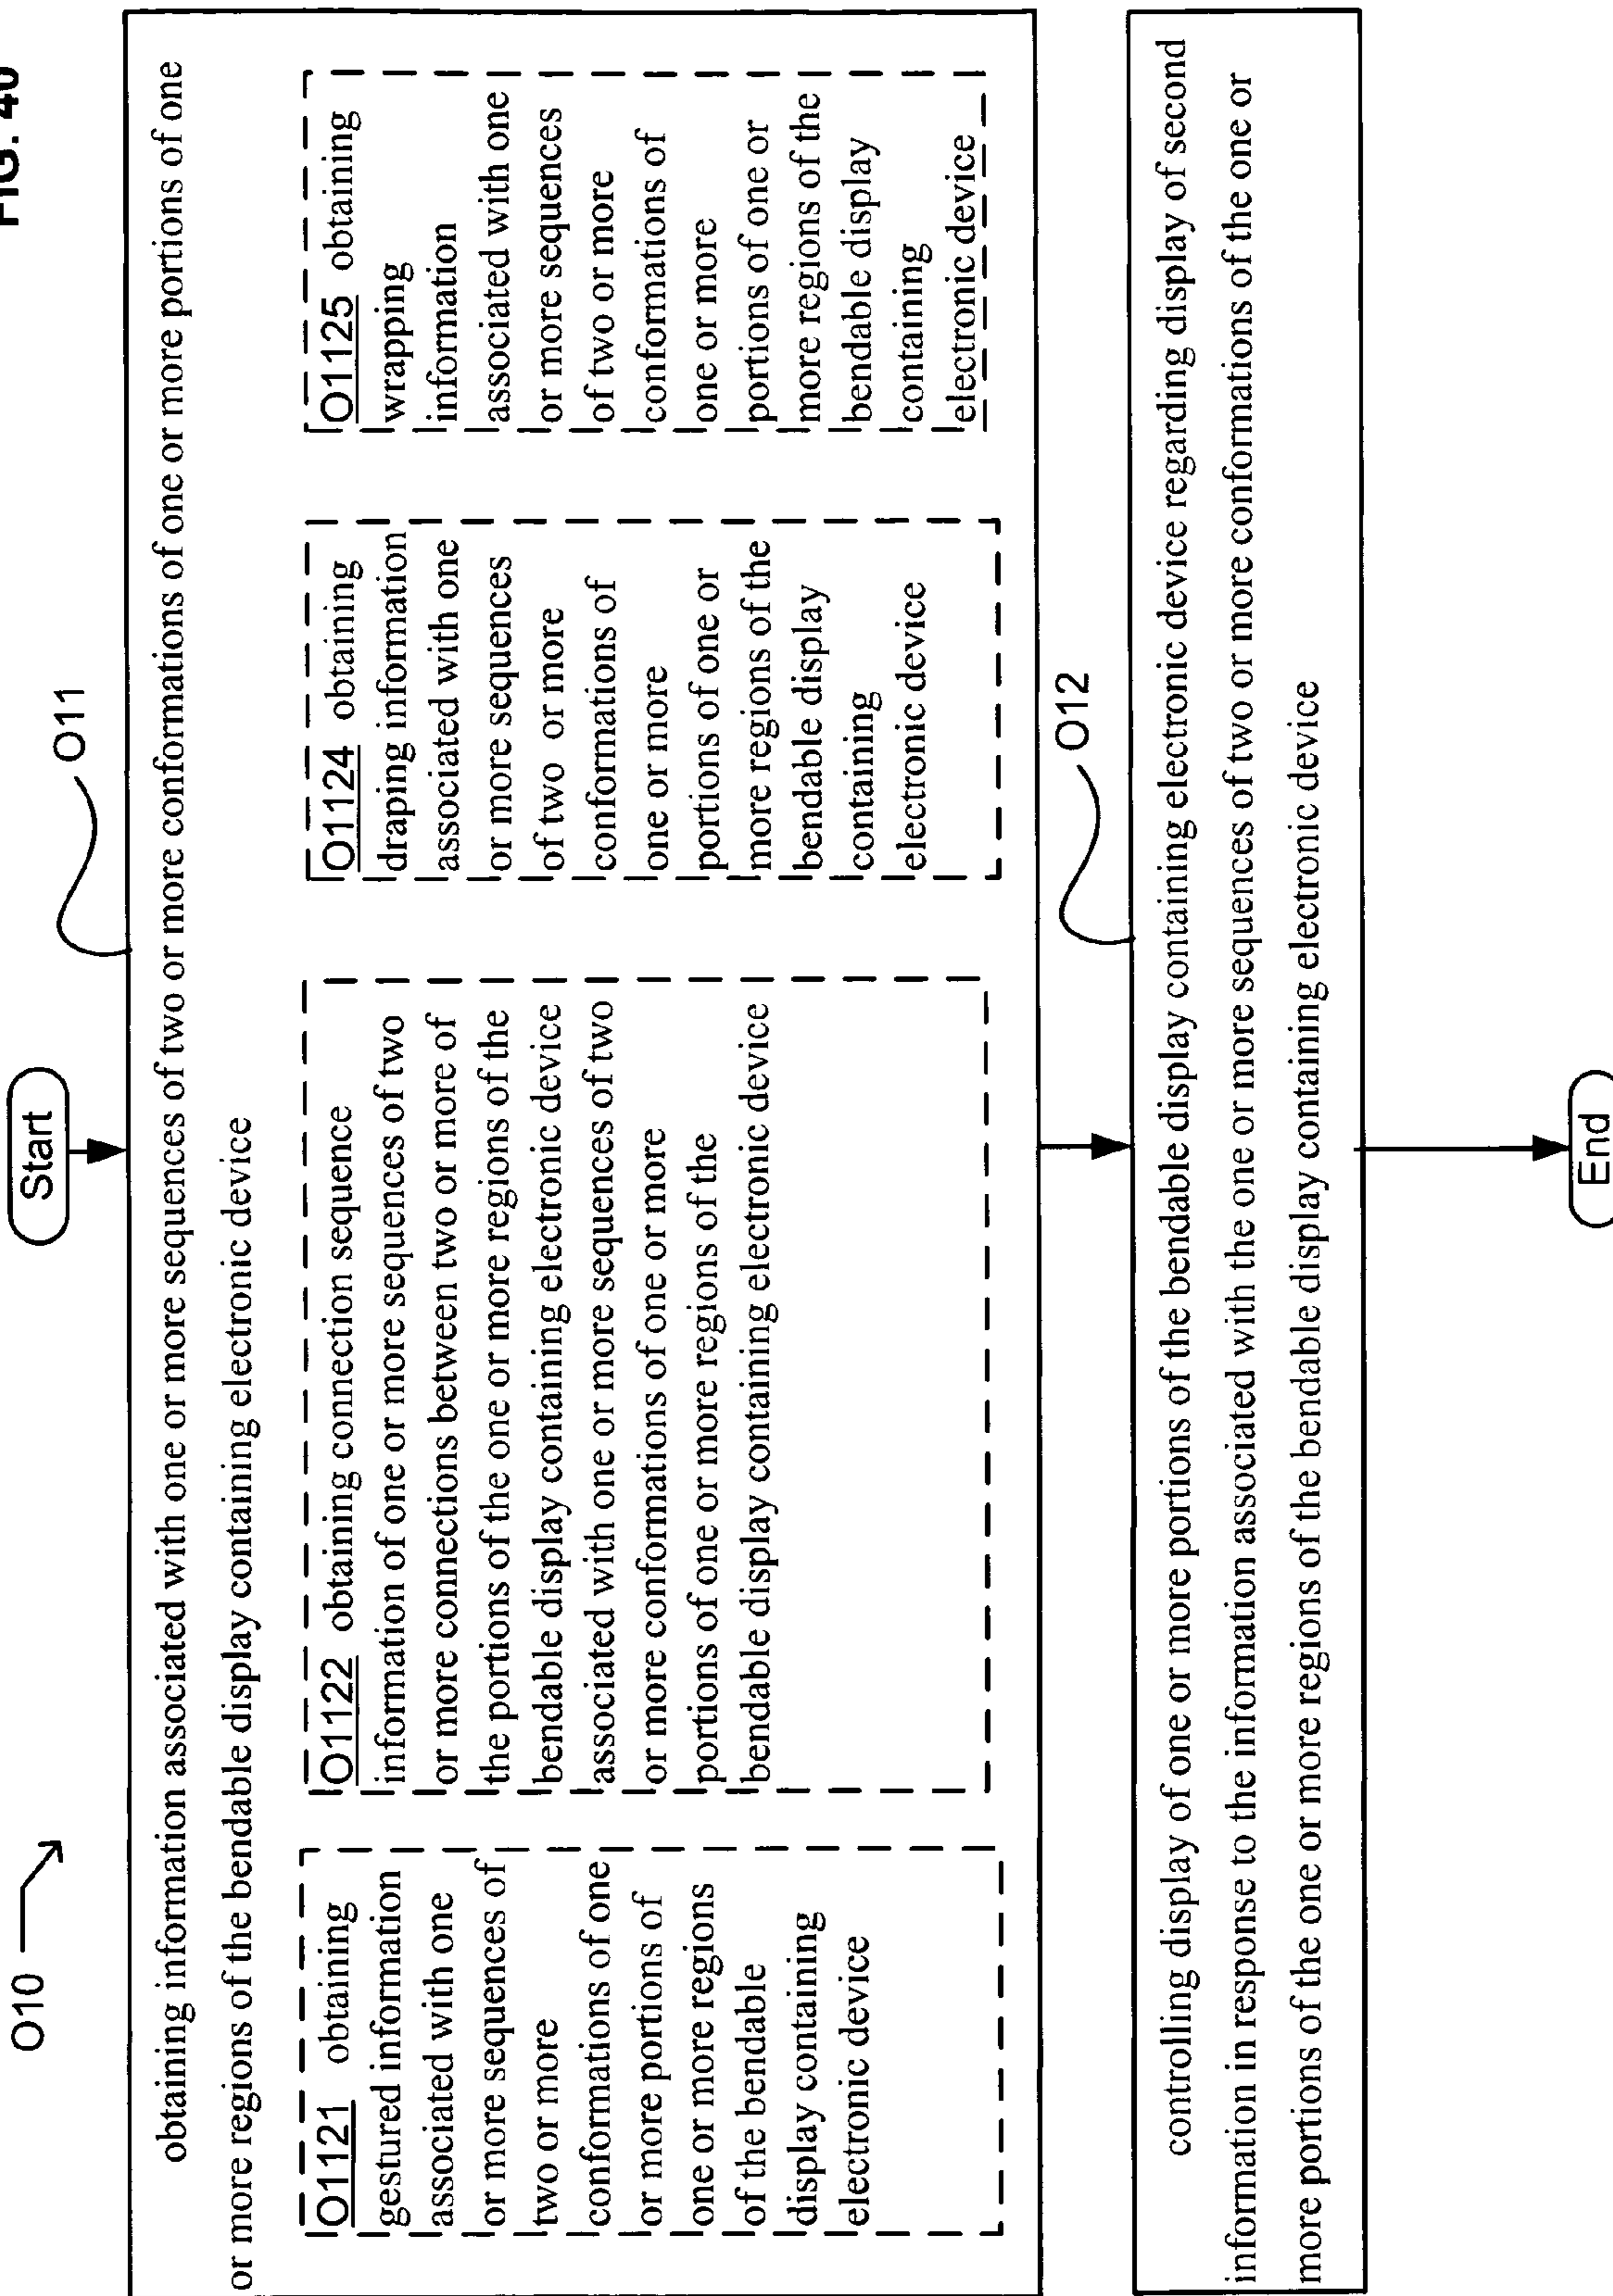 FIG. 40
O10
Start
O11
obtaining information associated with one or more sequences of two or more conformations of one or more portions of one
or more regions of the bendable display containing electronic device
O1121 obtaining
gestured information
associated with one
or more sequences of
two or more
conformations of one
or more portions of
one or more regions
of the bendable
display containing
electronic device
O1122 obtaining connection sequence
information of one or more sequences of two
or more connections between two or more of
the portions of the one or more regions of the
bendable display containing electronic device
associated with one or more sequences of two
or more conformations of one or more
portions of one or more regions of the
bendable display containing electronic device
O1124 obtaining
draping information
associated with one
or more sequences
of two or more
conformations of
one or more
portions of one or
more regions of the
bendable display
containing
electronic device
O1125 obtaining
wrapping
information
associated with one
or more sequences
of two or more
conformations of
one or more
portions of one or
more regions of the
bendable display
containing
electronic device
O12
controlling display of one or more portions of the bendable display containing electronic device regarding display of second
information in response to the information associated with the one or more sequences of two or more conformations of the one or
more portions of the one or more regions of the bendable display containing electronic device
End